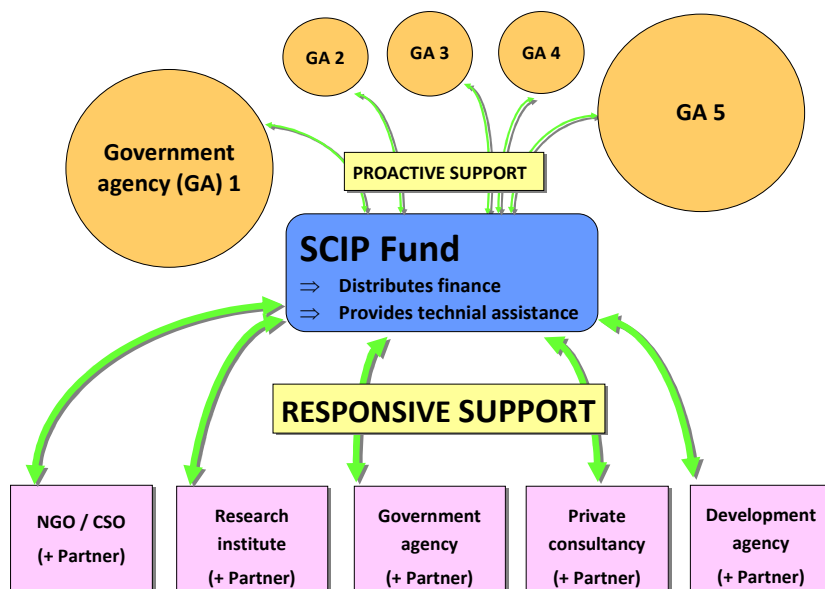 GA 2
GA 3
GA 4
GA 5
Government
agency (GA) 1
PROACTIVE SUPPORT
SCIP Fund
⇒ Distributes finance
⇒ Provides technial assistance
RESPONSIVE SUPPORT
NGO / CSO
(+ Partner)
Research
institute
(+ Partner)
Government
agency
(+ Partner)
Private
consultancy
(+ Partner)
Development
agency
(+ Partner)